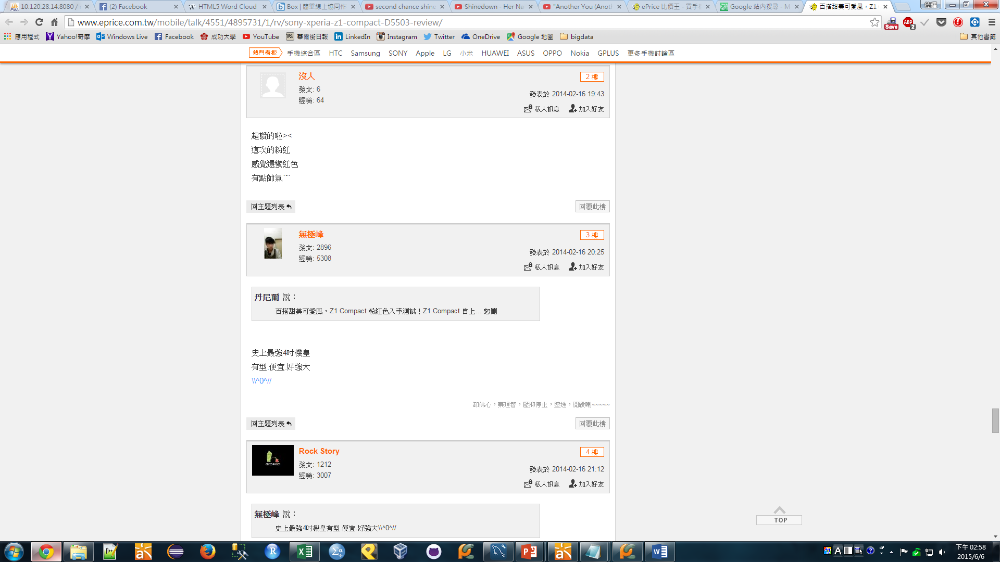 10.120.28.14:8080 /
(2) Facebook
HTML5 Word Cloud
Box | 簡單線上協同作
second chance shine
Shinedown - Her Na
"Another You (Anoth
ePrice 比價王 - 買手機
Google 站內搜尋 - M
百搭甜美可愛風，Z1
佳耀
www.eprice.com.tw/mobile/talk/4551/4895731/1/rv/sony-xperia-z1-compact-D5503-review/
Save
ABP
2
應用程式
Yahoo!奇摩
Windows Live
Facebook
成功大學
YouTube
華爾街日報
LinkedIn
Instagram
Twitter
OneDrive
Google 地圖
bigdata
其他書籤
熱門看板
手機綜合區
HTC
Samsung
SONY
Apple
LG
小米
HUAWEI
ASUS
OPPO
Nokia
GPLUS
更多手機討論區
沒人
2 樓
發文: 6
發表於 2014-02-16 19:43
經驗: 64
私人訊息
加入好友
超讚的啦><
這次的粉紅
感覺還蠻紅色
有點帥氣ˊˇˋ
回主題列表
回覆此樓
無極峰
3 樓
發文: 2896
發表於 2014-02-16 20:25
經驗: 5308
私人訊息
加入好友
丹尼爾 說：
百搭甜美可愛風，Z1 Compact 粉紅色入手測試！Z1 Compact 自上... 恕刪
史上最強4吋機皇
有型.便宜.好強大
\\^0^//
卸佛心，棄理智，壓抑停止，墜途，開殺喇~~~~~
回主題列表
回覆此樓
Rock Story
4 樓
發文: 1212
發表於 2014-02-16 21:12
經驗: 3007
私人訊息
加入好友
無極峰 說：
史上最強4吋機皇有型.便宜.好強大\\^0^//
TOP
下午 02:58
2015/6/6